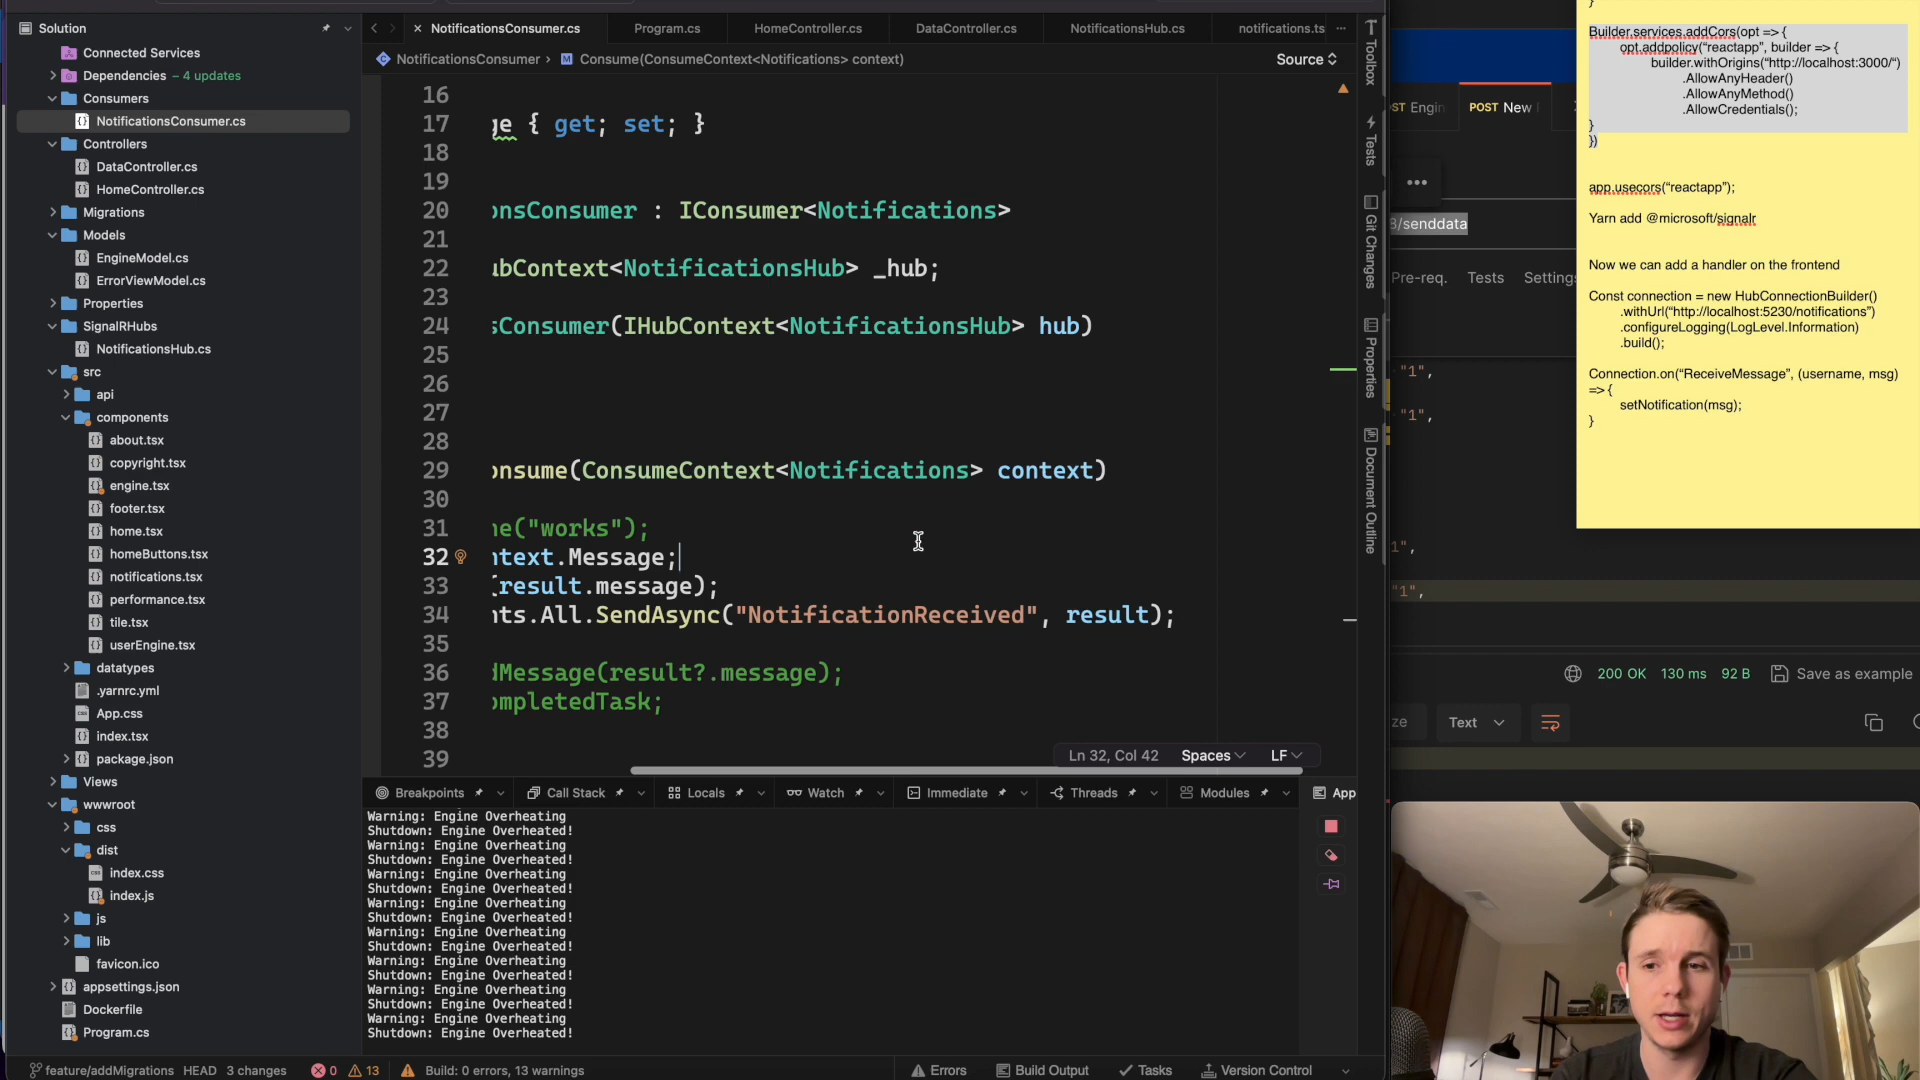 Solution
Connected Services
Dependencies – 4 updates
Consumers
NotificationsConsumer.cs
Controllers
DataController.cs
HomeController.cs
Migrations
Models
EngineModel.cs
ErrorViewModel.cs
Properties
SignalRHubs
NotificationsHub.cs
src
api
components
about.tsx
copyright.tsx
engine.tsx
footer.tsx
home.tsx
homeButtons.tsx
notifications.tsx
performance.tsx
tile.tsx
userEngine.tsx
datatypes
.yarnrc.yml
App.css
index.tsx
package.json
Views
wwwroot
css
dist
index.css
index.js
js
lib
favicon.ico
appsettings.json
Dockerfile
Program.cs
NotificationsConsumer.cs Program.cs HomeController.cs DataController.cs NotificationsHub.cs notifications.ts
NotificationsConsumer › Consume(ConsumeContext<Notifications> context) Source
16
17 ge { get; set; }
18
19
20 onsConsumer : IConsumer<Notifications>
21
22 ubContext<NotificationsHub> _hub;
23
24 sConsumer(IHubContext<NotificationsHub> hub)
25
26
27
28
29 onsume(ConsumeContext<Notifications> context)
30
31 ne("works");
32 ntext.Message;
33 (result.message);
34 nts.All.SendAsync("NotificationReceived", result);
35
36 dMessage(result?.message);
37 ompletedTask;
38
39
Ln 32, Col 42 Spaces LF
Toolbox
Tests
Git Changes
Properties
Document Outline
Breakpoints Call Stack Locals Watch Immediate Threads Modules App
Warning: Engine Overheating
Shutdown: Engine Overheated!
Warning: Engine Overheating
Shutdown: Engine Overheated!
Warning: Engine Overheating
Shutdown: Engine Overheated!
Warning: Engine Overheating
Shutdown: Engine Overheated!
Warning: Engine Overheating
Shutdown: Engine Overheated!
Warning: Engine Overheating
Shutdown: Engine Overheated!
Warning: Engine Overheating
Shutdown: Engine Overheated!
Warning: Engine Overheating
Shutdown: Engine Overheated!
feature/addMigrations HEAD 3 changes 0 13 Build: 0 errors, 13 warnings Errors Build Output Tasks Version Control
ST Engin POST New
/senddata
Pre-req. Tests Setting
"1",
"1",
1",
"1",
200 OK 130 ms 92 B Save as example
ze Text
}
Builder.services.addCors(opt => {
opt.addpolicy(“reactapp”, builder => {
builder.withOrigins(“http://localhost:3000/“)
.AllowAnyHeader()
.AllowAnyMethod()
.AllowCredentials();
}
})
app.usecors(“reactapp”);
Yarn add @microsoft/signalr
Now we can add a handler on the frontend
Const connection = new HubConnectionBuilder()
.withUrl(“http://localhost:5230/notifications”)
.configureLogging(LogLevel.Information)
.build();
Connection.on(“ReceiveMessage”, (username, msg)
=> {
setNotification(msg);
}